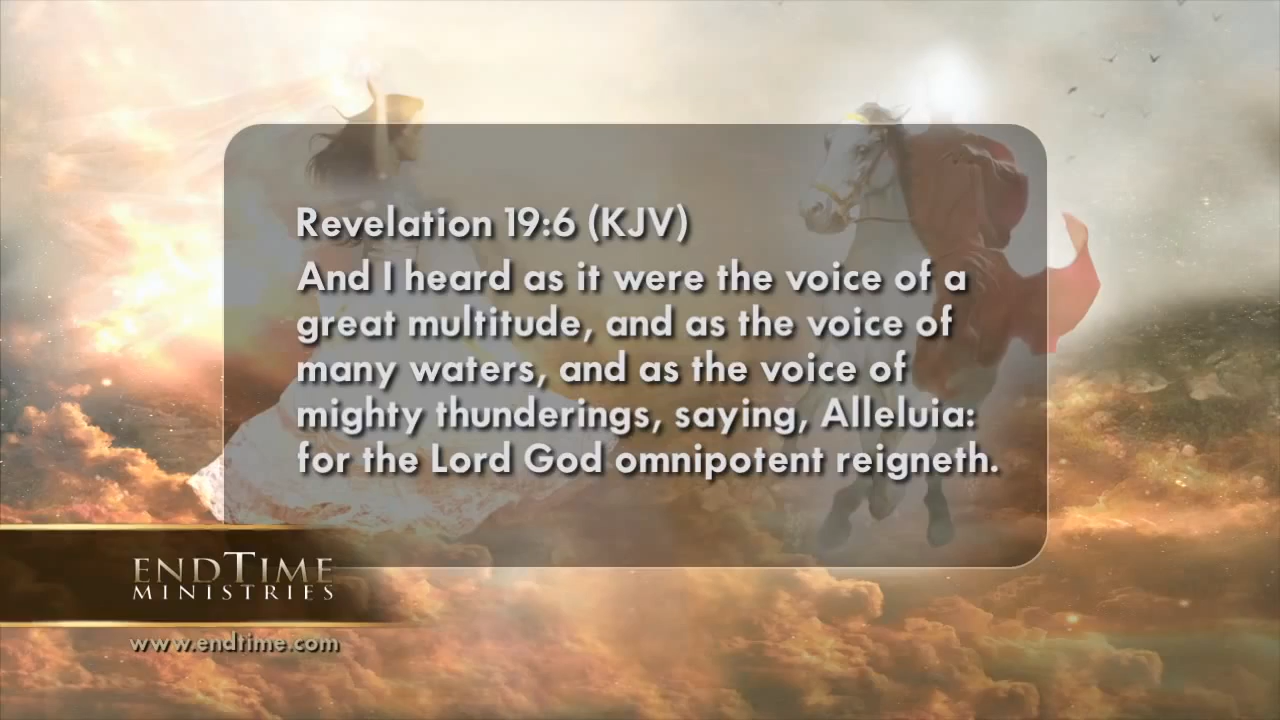 Revelation 19:6 (KJV)
And I heard as it were the voice of a
great multitude, and as the voice of
many waters, and as the voice of
mighty thunderings, saying, Alleluia:
for the Lord God omnipotent reigneth.
ENDTIME
MINISTRIES
www.endtime.com